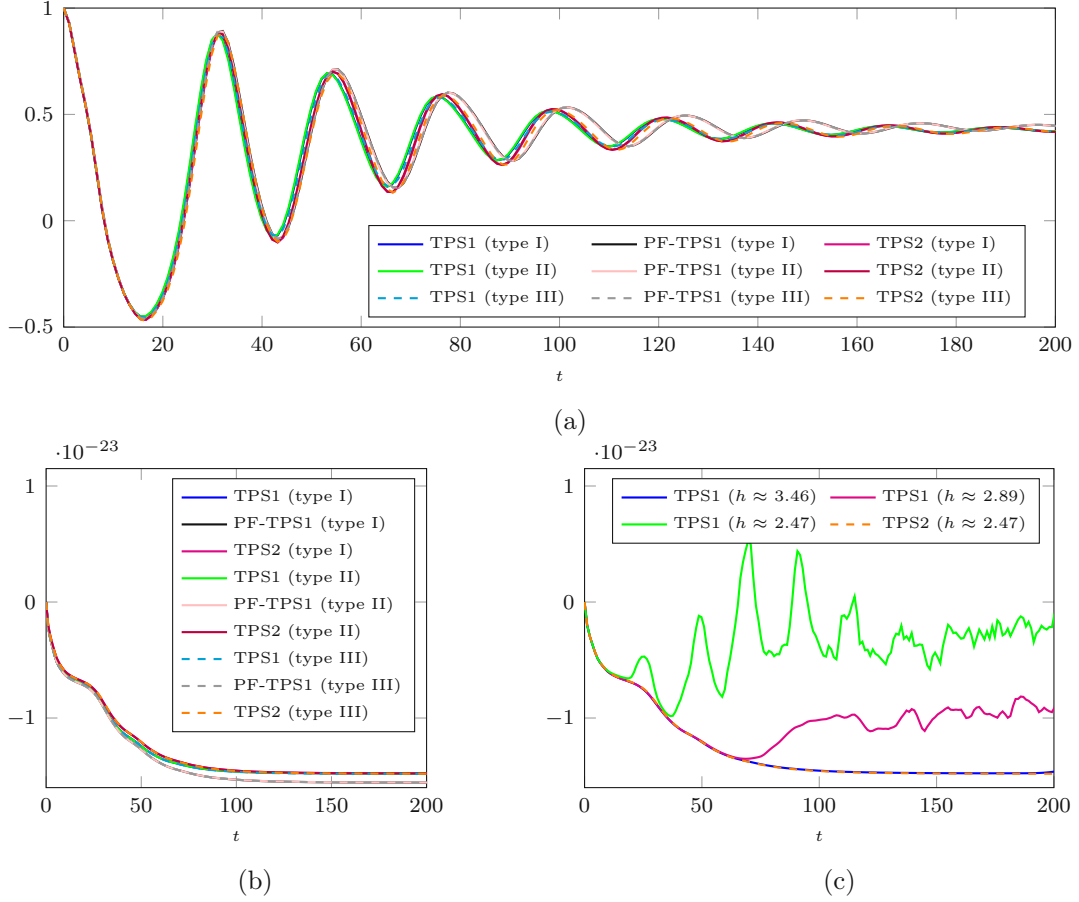 1
0.5
0
−0.5
0 20 40 60 80 100 120 140 160 180 200
t
TPS1 (type I) PF-TPS1 (type I) TPS2 (type I)
TPS1 (type II) PF-TPS1 (type II) TPS2 (type II)
TPS1 (type III) PF-TPS1 (type III) TPS2 (type III)
(a)
·10−23
1
0
−1
0 50 100 150 200
t
TPS1 (type I)
PF-TPS1 (type I)
TPS2 (type I)
TPS1 (type II)
PF-TPS1 (type II)
TPS2 (type II)
TPS1 (type III)
PF-TPS1 (type III)
TPS2 (type III)
(b)
·10−23
1
0
−1
0 50 100 150 200
t
TPS1 (h ≈ 3.46) TPS1 (h ≈ 2.89)
TPS1 (h ≈ 2.47) TPS2 (h ≈ 2.47)
(c)